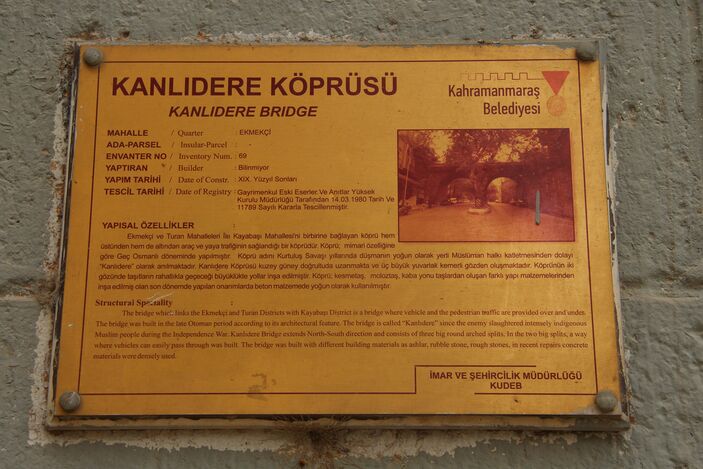 KANLIDERE KÖPRÜSÜ
KANLIDERE BRIDGE
Kahramanmaraş
Belediyesi
MAHALLE / Quarter : EKMEKÇİ
ADA-PARSEL / Insular-Parcel : -
ENVANTER NO / Inventory Num. : 69
YAPTIRAN / Builder : Bilinmiyor
YAPIM TARİHİ / Date of Constr. : XIX. Yüzyıl Sonları
TESCİL TARİHİ / Date of Registry : Gayrimenkul Eski Eserler Ve Anıtlar Yüksek
Kurulu Müdürlüğü Tarafından 14.03.1980 Tarih Ve
11789 Sayılı Kararla Tescillenmiştir.
YAPISAL ÖZELLİKLER :
Ekmekçi ve Turan Mahalleleri İle Kayabaşı Mahallesi'ni birbirine bağlayan köprü hem
üstünden hem de altından araç ve yaya trafiğinin sağlandığı bir köprüdür. Köprü; mimari özelliğine
göre Geç Osmanlı döneminde yapılmıştır. Köprü adını Kurtuluş Savaşı yıllarında düşmanın yoğun olarak yerli Müslüman halkı katletmesinden dolayı
"Kanlıdere" olarak anılmaktadır. Kanlıdere Köprüsü kuzey güney doğrultuda uzanmakta ve üç büyük yuvarlak kemerli gözden oluşmaktadır. Köprünün iki
gözünde taşıtların rahatlıkla geçeceği büyüklükte yollar inşa edilmiştir. Köprü; kesmetaş, moloztaş, kaba yonu taşlardan oluşan farklı yapı malzemelerinden
inşa edilmiş olan son dönemde yapılan onarımlarda beton malzemede yoğun olarak kullanılmıştır.
Structural Speciality :
The bridge which links the Ekmekçi and Turan Districts with Kayabaşı District is a bridge where vehicle and the pedestrian traffic are provided over and under.
The bridge was built in the late Otoman period according to its architectural feature. The bridge is called "Kanlıdere" since the enemy slaughtered intensely indigenous
Muslim people during the Independence War. Kanlıdere Bridge extends North-South direction and consists of three big round arched splits. In the two big splits, a way
where vehicles can easily pass through was built. The bridge was built with different building materials as ashlar, rubble stone, rough stones, in recent repairs concrete
materials were densely used.
İMAR VE ŞEHİRCİLİK MÜDÜRLÜĞÜ
KUDEB